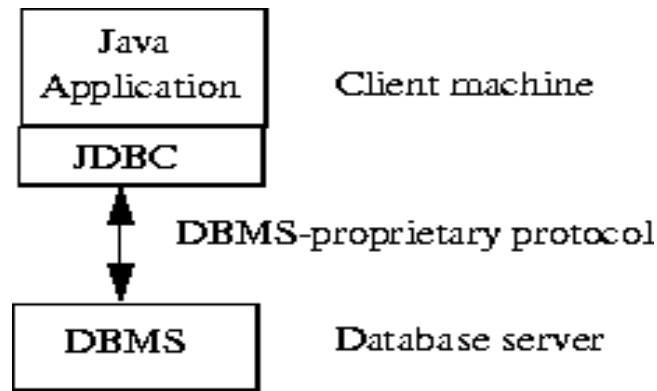 Java
Application
Client machine
JDBC
DBMS-proprietary protocol
DBMS
Database server